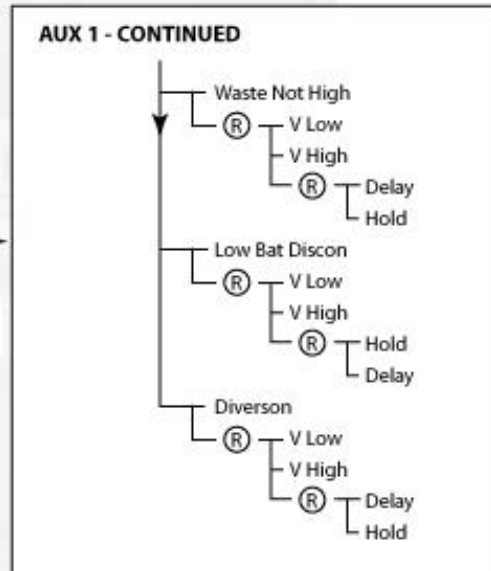 AUX 1 - CONTINUED
Waste Not High
R V Low
V High
R Delay
Hold
Low Bat Discon
R V Low
V High
R Hold
Delay
Diverson
R V Low
V High
R Delay
Hold